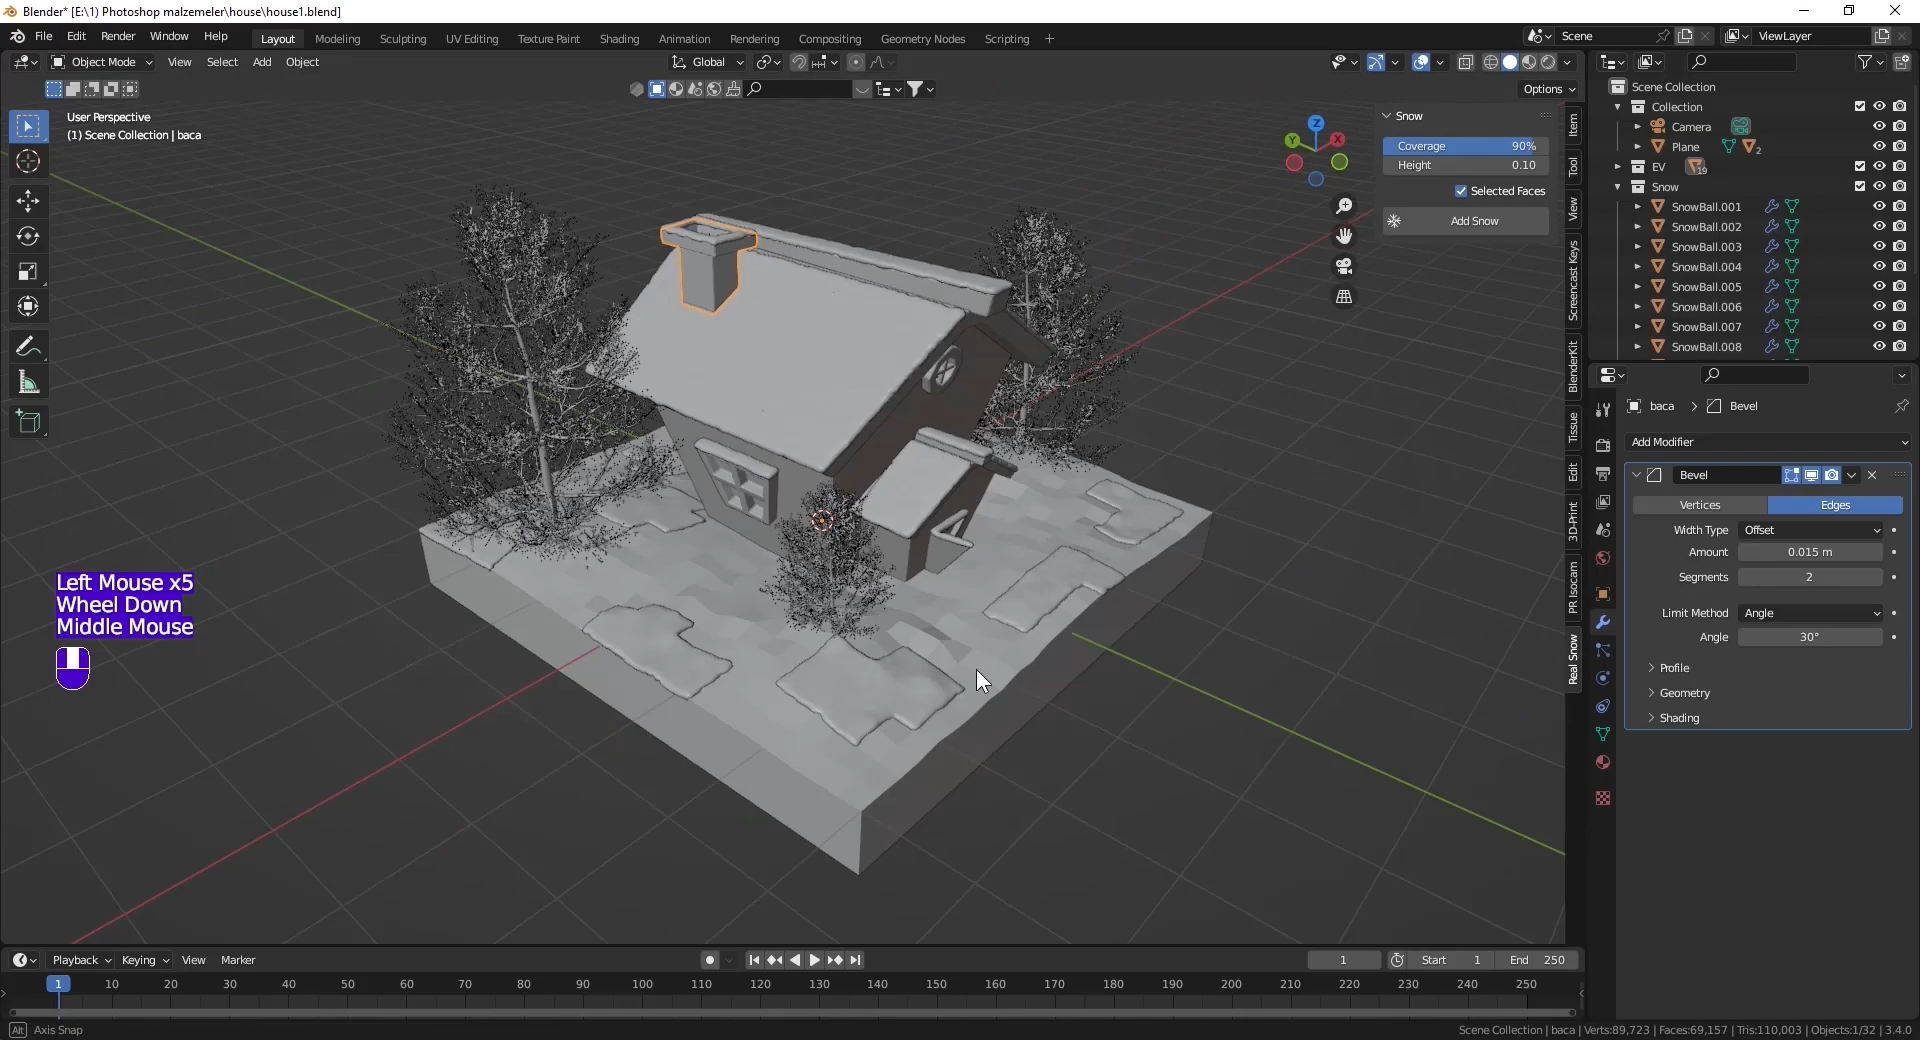 Blender* [E:\1) Photoshop malzemeler\house\house1.blend]
File Edit Render Window Help
Layout Modeling Sculpting UV Editing Texture Paint Shading Animation Rendering Compositing Geometry Nodes Scripting +
Scene
ViewLayer
Object Mode View Select Add Object
Global
Options
User Perspective
(1) Scene Collection | baca
Snow
Coverage 90%
Height 0.10
Selected Faces
Add Snow
Item
Tool
View
Screencast Keys
BlenderKit
Tissue
Edit
3D-Print
PR Isocam
Real Snow
Z
Y
X
Left Mouse x5
Wheel Down
Middle Mouse
Scene Collection
Collection
Camera
Plane 2
EV 19
Snow
SnowBall.001
SnowBall.002
SnowBall.003
SnowBall.004
SnowBall.005
SnowBall.006
SnowBall.007
SnowBall.008
baca > Bevel
Add Modifier
Bevel
Vertices Edges
Width Type Offset
Amount 0.015 m
Segments 2
Limit Method Angle
Angle 30°
Profile
Geometry
Shading
Playback Keying View Marker
1 Start 1 End 250
1 10 20 30 40 50 60 70 80 90 100 110 120 130 140 150 160 170 180 190 200 210 220 230 240 250
Alt Axis Snap
Scene Collection | baca | Verts:89,723 | Faces:69,157 | Tris:110,003 | Objects:1/32 | 3.4.0